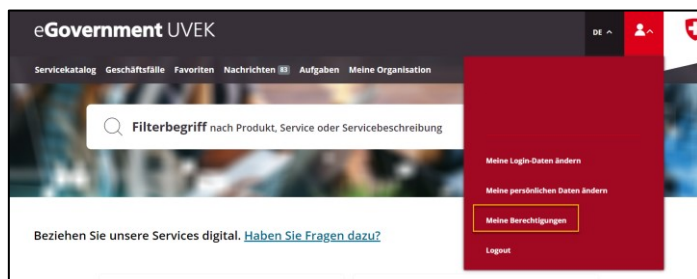 eGovernment UVEK
DE
Servicekatalog Geschäftsfälle Favoriten Nachrichten 83 Aufgaben Meine Organisation
Filterbegriff nach Produkt, Service oder Servicebeschreibung
Meine Login-Daten ändern
Meine persönlichen Daten ändern
Meine Berechtigungen
Logout
Beziehen Sie unsere Services digital. Haben Sie Fragen dazu?